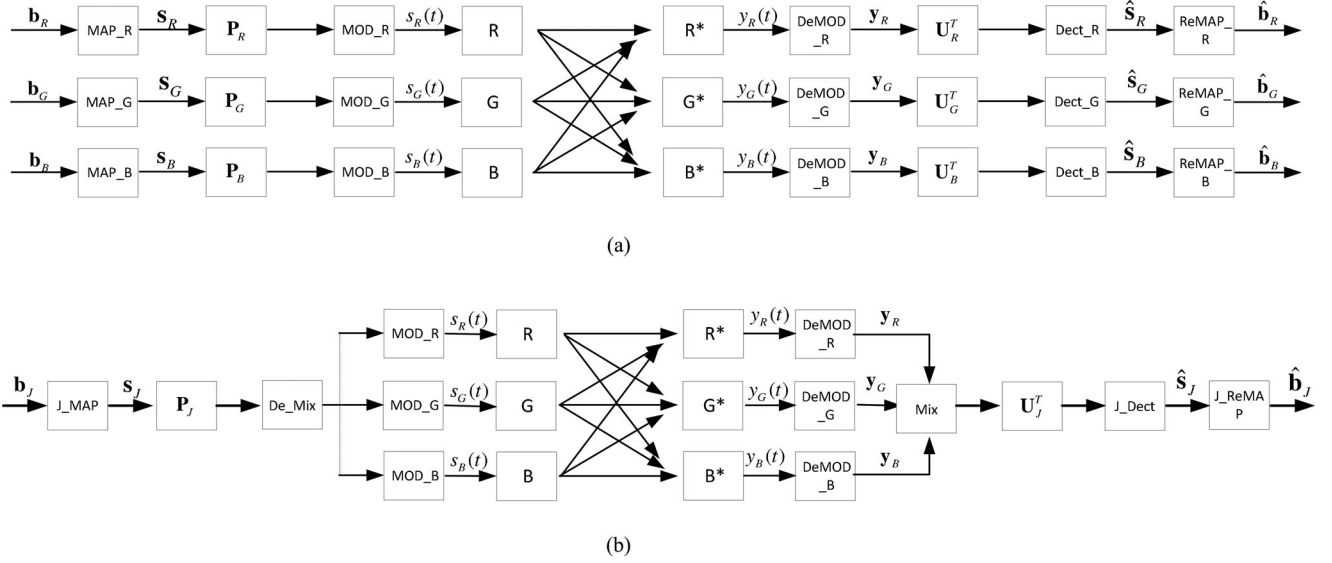 b_R MAP_R s_R P_R MOD_R s_R(t) R R* y_R(t) DeMOD_R y_R U_R^T Dect_R ŝ_R ReMAP_R b̂_R
b_G MAP_G s_G P_G MOD_G s_G(t) G G* y_G(t) DeMOD_G y_G U_G^T Dect_G ŝ_G ReMAP_G b̂_G
b_B MAP_B s_B P_B MOD_B s_B(t) B B* y_B(t) DeMOD_B y_B U_B^T Dect_B ŝ_B ReMAP_B b̂_B
(a)
MOD_R s_R(t) R R* y_R(t) DeMOD_R y_R
b_J J_MAP s_J P_J De_Mix MOD_G s_G(t) G G* y_G(t) DeMOD_G y_G Mix U_J^T J_Dect ŝ_J J_ReMAP b̂_J
MOD_B s_B(t) B B* y_B(t) DeMOD_B y_B
(b)